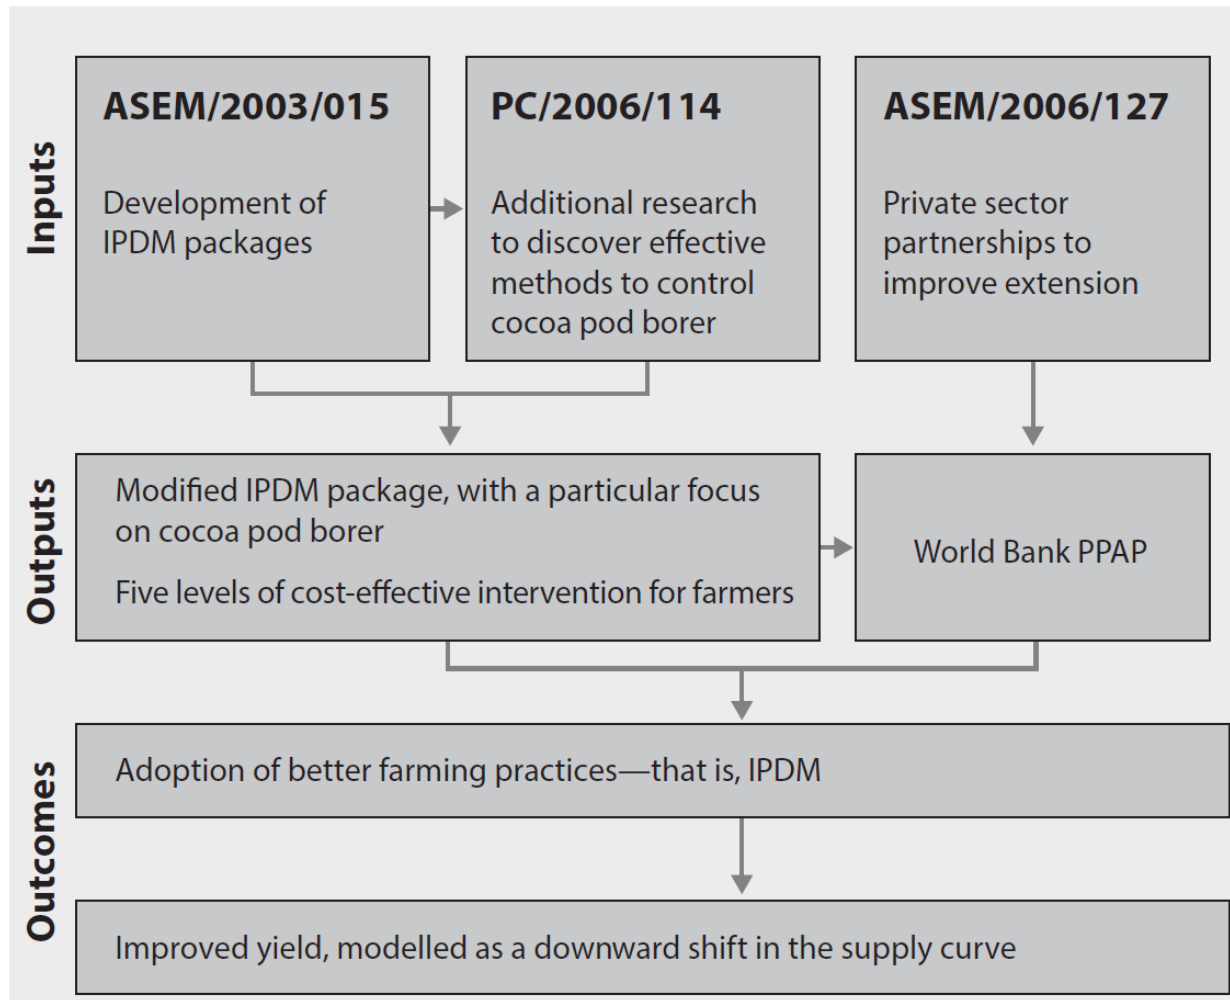 Inputs
ASEM/2003/015
Development of
IPDM packages
PC/2006/114
Additional research
to discover effective
methods to control
cocoa pod borer
ASEM/2006/127
Private sector
partnerships to
improve extension
Outputs
Modified IPDM package, with a particular focus
on cocoa pod borer
Five levels of cost-effective intervention for farmers
World Bank PPAP
Outcomes
Adoption of better farming practices—that is, IPDM
Improved yield, modelled as a downward shift in the supply curve